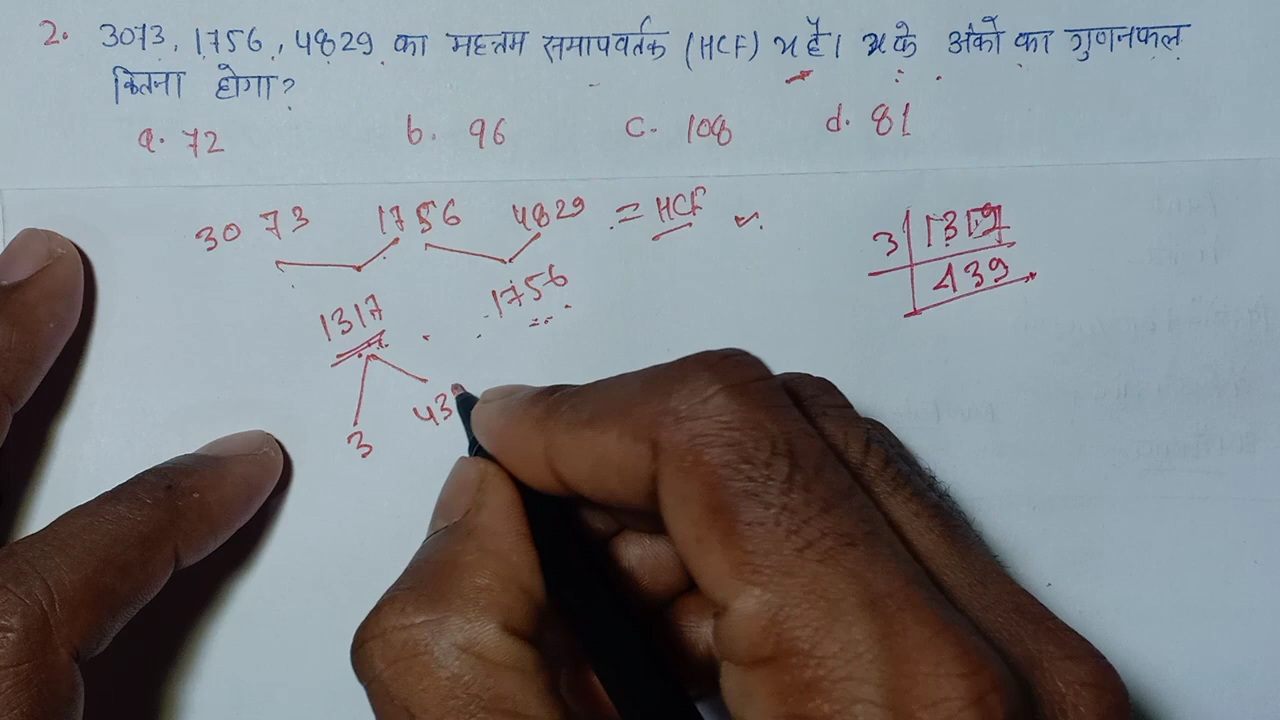 2. 3073, 1756, 4829 का महत्तम समापवर्तक (HCF) x है। x के अंको का गुणनफल
कितना होगा?
a. 72 b. 96 c. 108 d. 81
3073 1756 4829 = HCF
3 1317
439
1317 1756
3 43